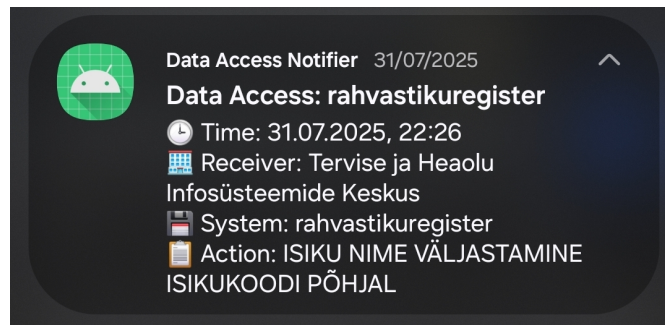 Data Access Notifier 31/07/2025
Data Access: rahvastikuregister
🕒 Time: 31.07.2025, 22:26
🏢 Receiver: Tervise ja Heaolu
Infosüsteemide Keskus
💾 System: rahvastikuregister
📋 Action: ISIKU NIME VÄLJASTAMINE
ISIKUKOODI PÕHJAL